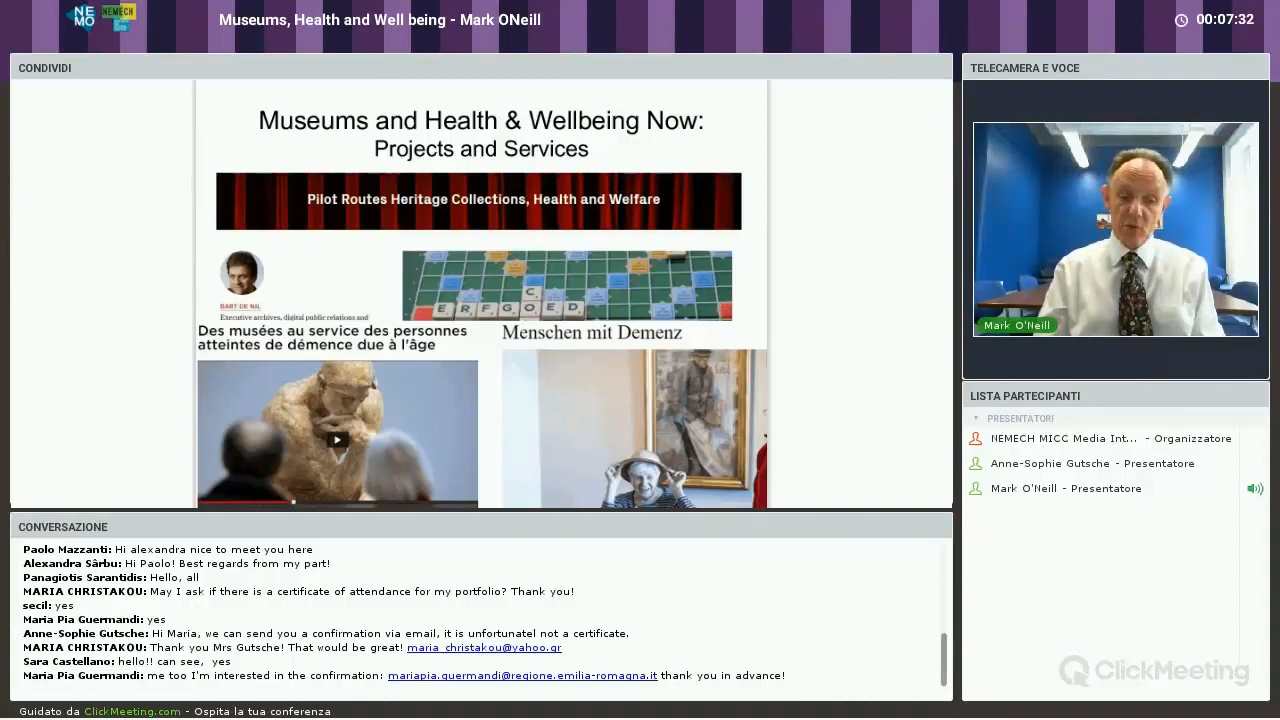 NE
MO
NEMECH
Museums, Health and Well being - Mark ONeill
00:07:32
CONDIVIDI
Museums and Health & Wellbeing Now:
Projects and Services
Pilot Routes Heritage Collections, Health and Welfare
BART DE NIL
Executive archives, digital public relations and
C
ERFGOED
Des musées au service des personnes
atteintes de démence due à l'âge
Menschen mit Demenz
TELECAMERA E VOCE
Mark O'Neill
LISTA PARTECIPANTI
PRESENTATORI
NEMECH MICC Media Int... - Organizzatore
Anne-Sophie Gutsche - Presentatore
Mark O'Neill - Presentatore
ClickMeeting
CONVERSAZIONE
Paolo Mazzanti: Hi alexandra nice to meet you here
Alexandra Sârbu: Hi Paolo! Best regards from my part!
Panagiotis Sarantidis: Hello, all
MARIA CHRISTAKOU: May I ask if there is a certificate of attendance for my portfolio? Thank you!
secil: yes
Maria Pia Guermandi: yes
Anne-Sophie Gutsche: Hi Maria, we can send you a confirmation via email, it is unfortunatel not a certificate.
MARIA CHRISTAKOU: Thank you Mrs Gutsche! That would be great! maria_christakou@yahoo.gr
Sara Castellano: hello!! can see, yes
Maria Pia Guermandi: me too I'm interested in the confirmation: mariapia.guermandi@regione.emilia-romagna.it thank you in advance!
Guidato da ClickMeeting.com - Ospita la tua conferenza